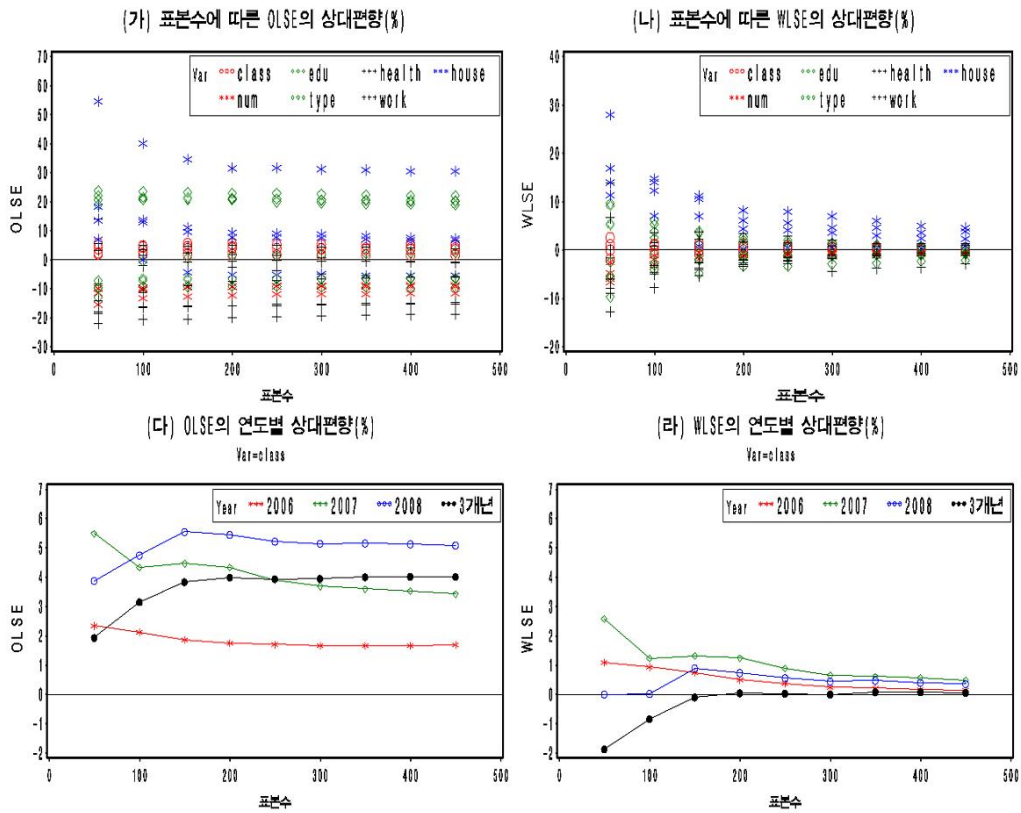 (가) 표본수에 따른 OLSE의 상대편향(%)
70
60
50
40
30
20
10
0
-10
-20
-30
OLSE
Var class edu health house
num type work
0 100 200 300 400 500
표본수
(나) 표본수에 따른 WLSE의 상대편향(%)
40
30
20
10
0
-10
-20
WLSE
Var class edu health house
num type work
0 100 200 300 400 500
표본수
(다) OLSE의 연도별 상대편향(%)
Var=class
7
6
5
4
3
2
1
0
-1
-2
OLSE
Year 2006 2007 2008 3개년
0 100 200 300 400 500
표본수
(라) WLSE의 연도별 상대편향(%)
Var=class
7
6
5
4
3
2
1
0
-1
-2
WLSE
Year 2006 2007 2008 3개년
0 100 200 300 400 500
표본수